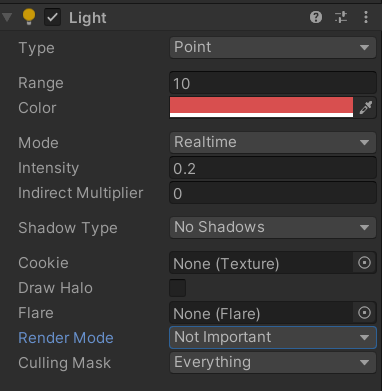 Light
Type Point
Range 10
Color
Mode Realtime
Intensity 0.2
Indirect Multiplier 0
Shadow Type No Shadows
Cookie None (Texture)
Draw Halo
Flare None (Flare)
Render Mode Not Important
Culling Mask Everything